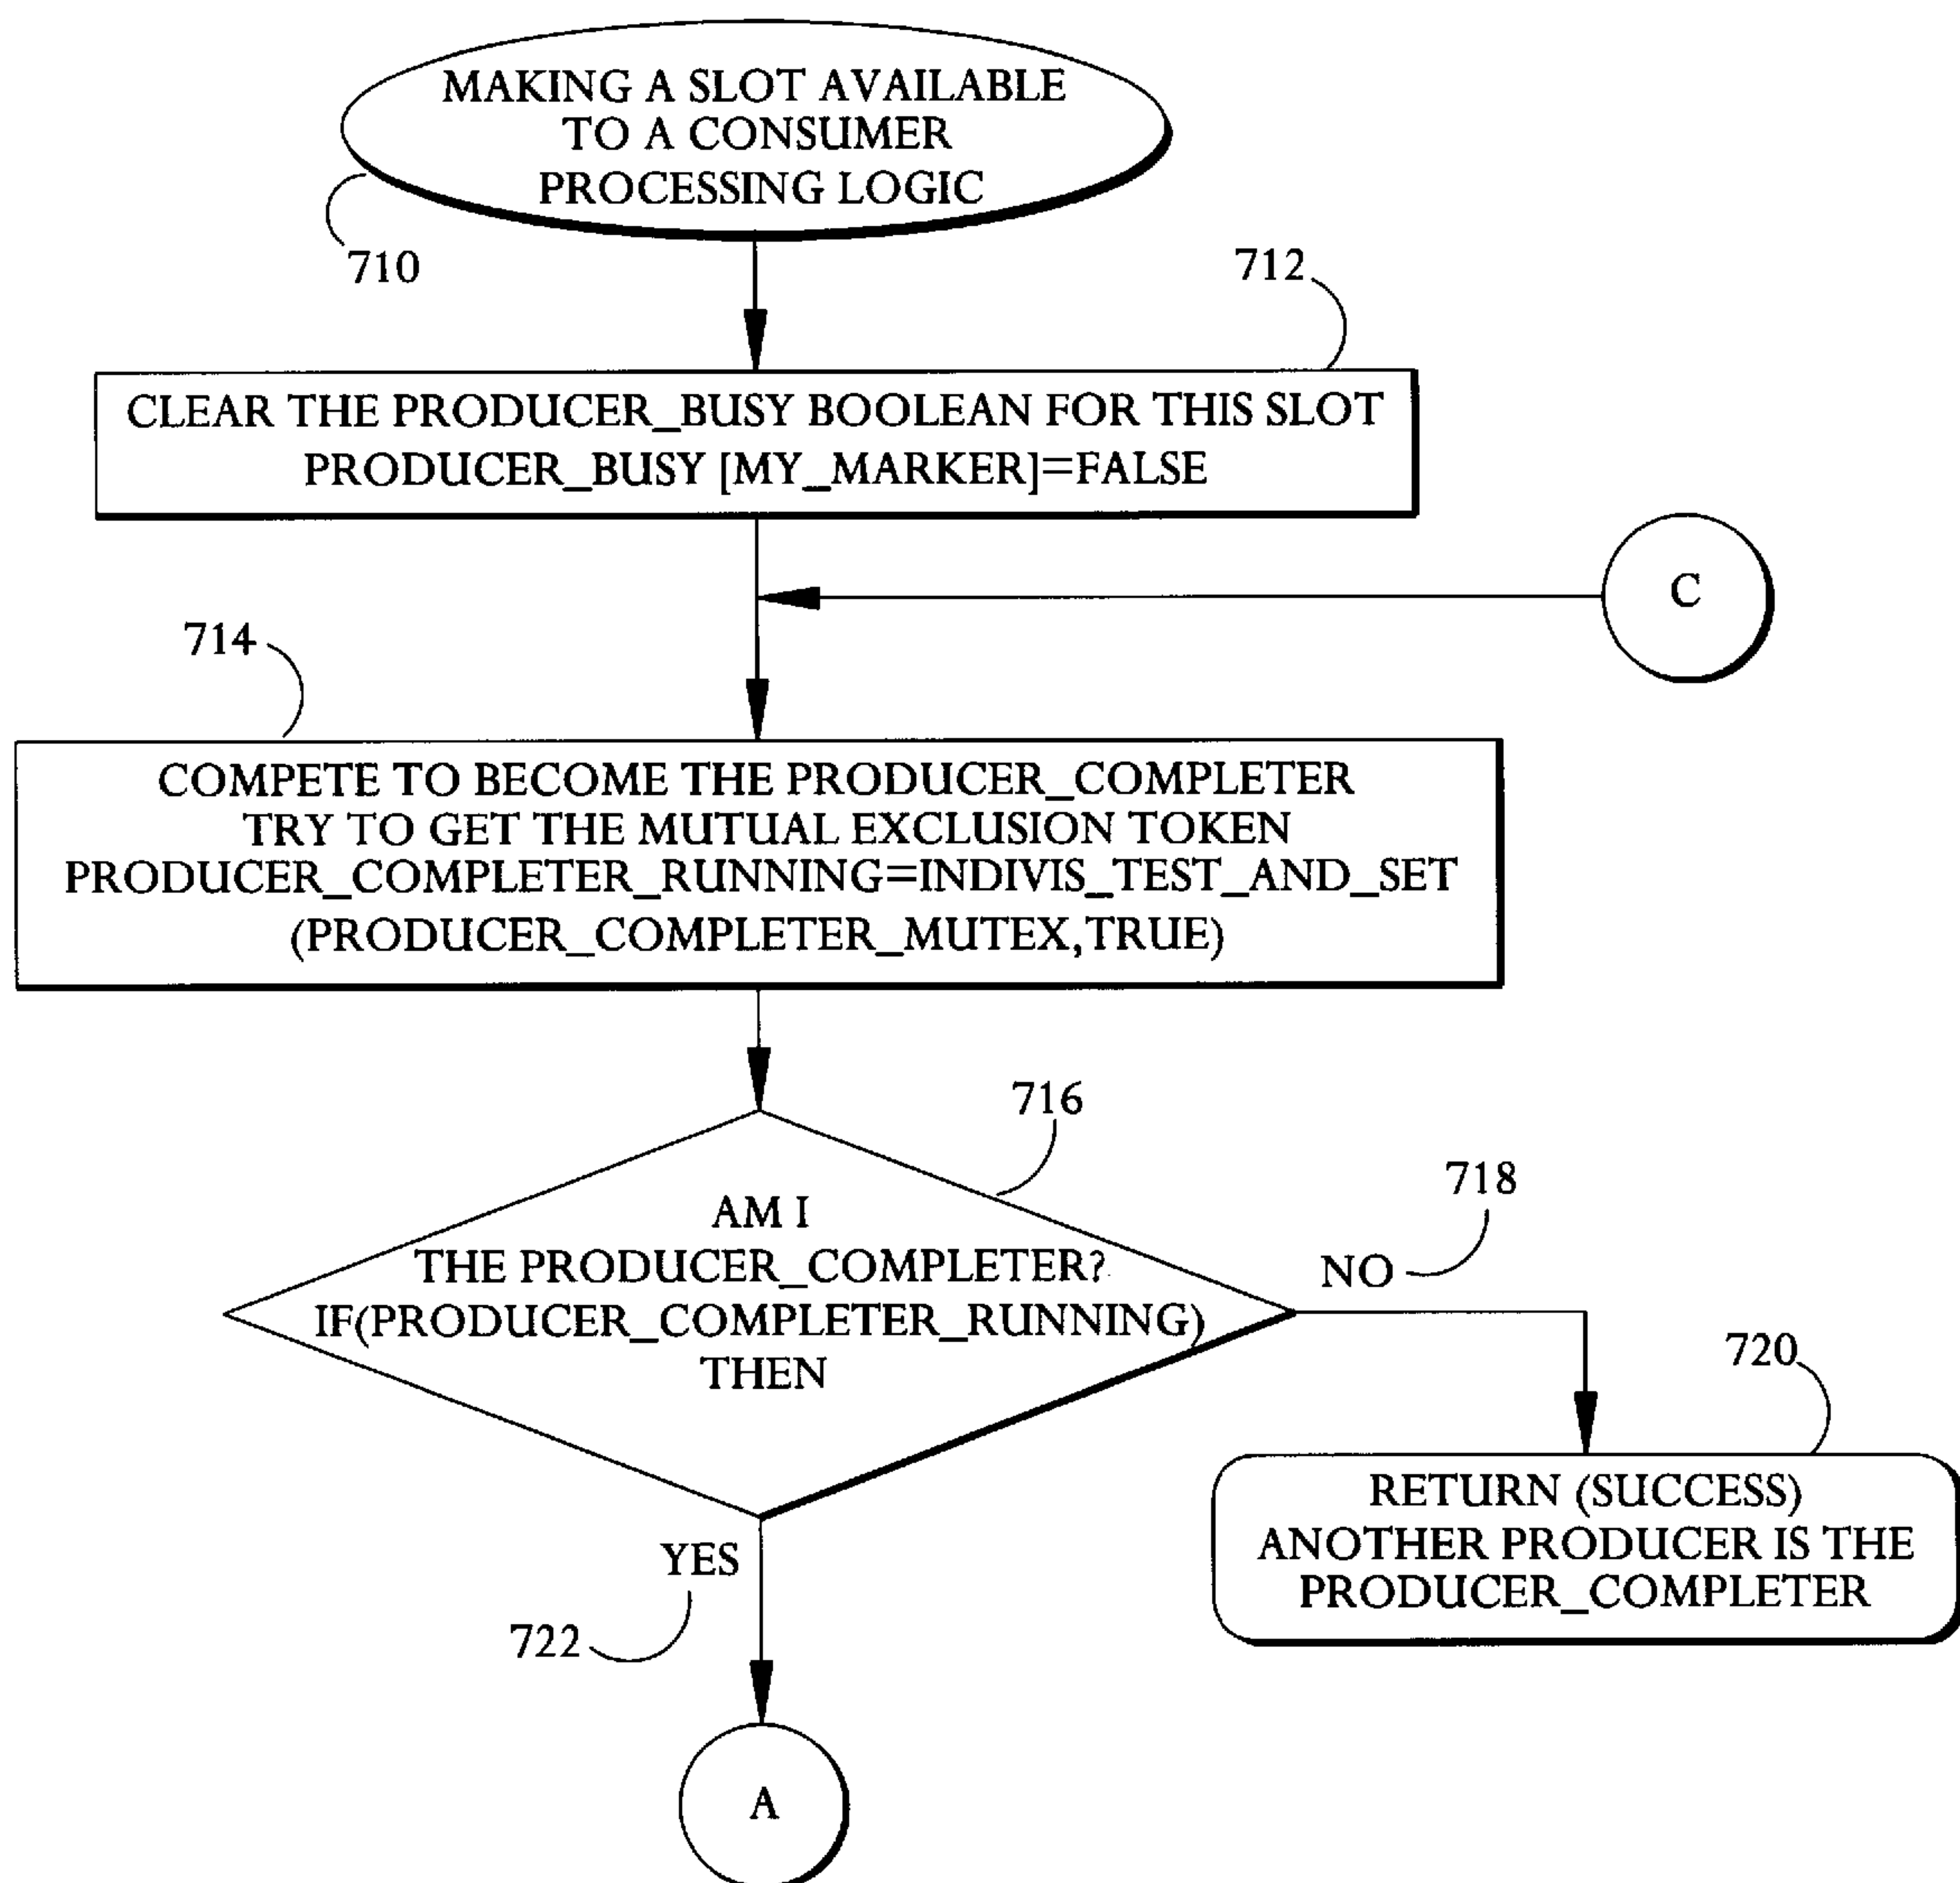 MAKING A SLOT AVAILABLE
TO A CONSUMER
PROCESSING LOGIC
710
712
CLEAR THE PRODUCER_BUSY BOOLEAN FOR THIS SLOT
PRODUCER_BUSY [MY_MARKER]=FALSE
C
714
COMPETE TO BECOME THE PRODUCER_COMPLETER
TRY TO GET THE MUTUAL EXCLUSION TOKEN
PRODUCER_COMPLETER_RUNNING=INDIVIS_TEST_AND_SET
(PRODUCER_COMPLETER_MUTEX,TRUE)
716
AM I
THE PRODUCER_COMPLETER?
IF(PRODUCER_COMPLETER_RUNNING)
THEN
718
NO
720
RETURN (SUCCESS)
ANOTHER PRODUCER IS THE
PRODUCER_COMPLETER
YES
722
A